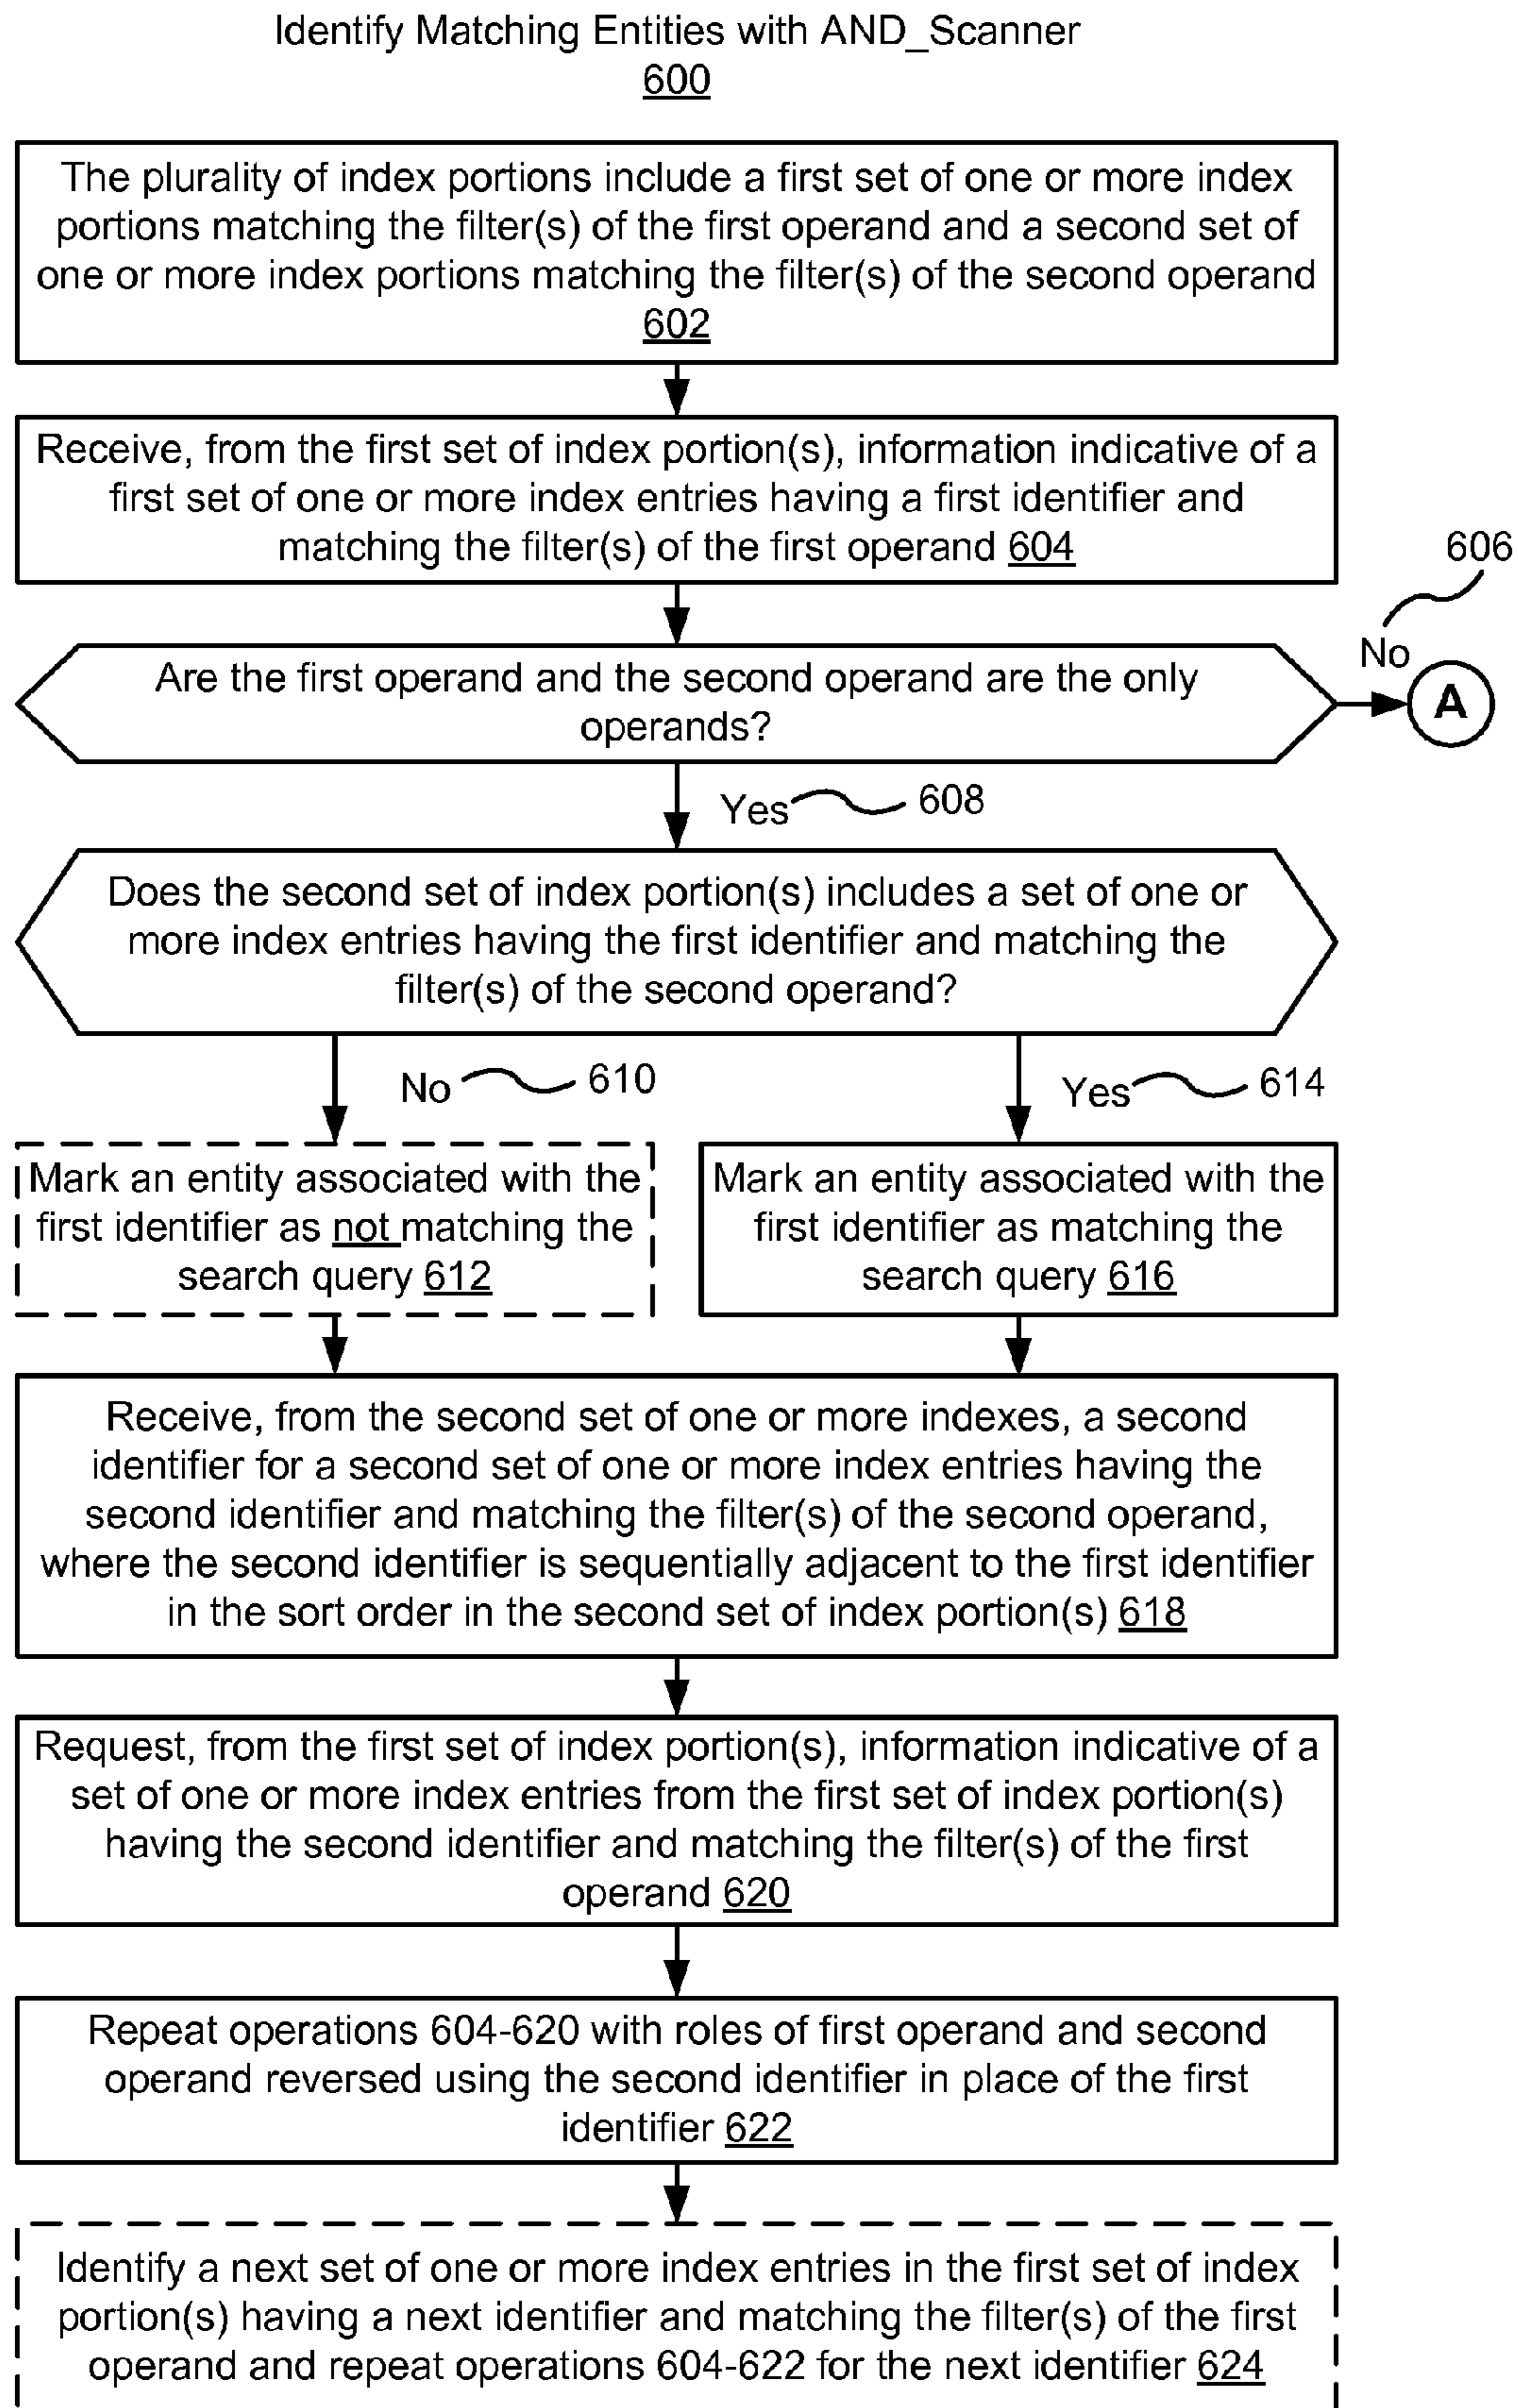 Identify Matching Entities with AND_Scanner
600
The plurality of index portions include a first set of one or more index
portions matching the filter(s) of the first operand and a second set of
one or more index portions matching the filter(s) of the second operand
602
Receive, from the first set of index portion(s), information indicative of a
first set of one or more index entries having a first identifier and
matching the filter(s) of the first operand 604
606
No
Are the first operand and the second operand are the only
operands?
A
Yes 608
Does the second set of index portion(s) includes a set of one or
more index entries having the first identifier and matching the
filter(s) of the second operand?
No 610
Yes 614
Mark an entity associated with the
first identifier as not matching the
search query 612
Mark an entity associated with the
first identifier as matching the
search query 616
Receive, from the second set of one or more indexes, a second
identifier for a second set of one or more index entries having the
second identifier and matching the filter(s) of the second operand,
where the second identifier is sequentially adjacent to the first identifier
in the sort order in the second set of index portion(s) 618
Request, from the first set of index portion(s), information indicative of a
set of one or more index entries from the first set of index portion(s)
having the second identifier and matching the filter(s) of the first
operand 620
Repeat operations 604-620 with roles of first operand and second
operand reversed using the second identifier in place of the first
identifier 622
Identify a next set of one or more index entries in the first set of index
portion(s) having a next identifier and matching the filter(s) of the first
operand and repeat operations 604-622 for the next identifier 624